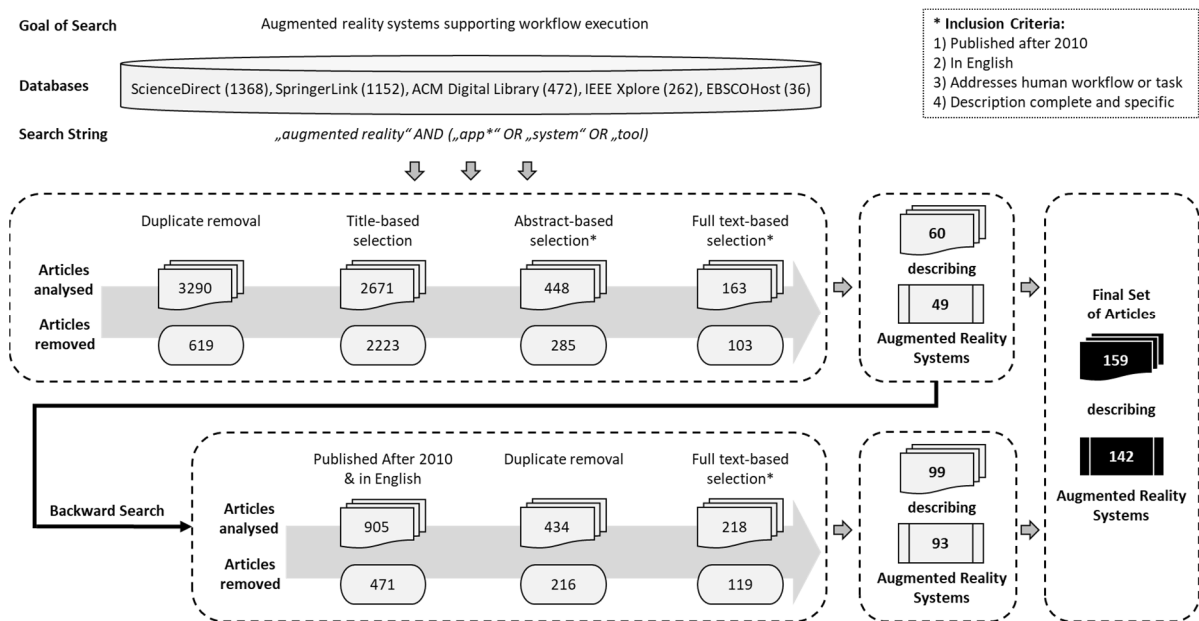 Goal of Search
Augmented reality systems supporting workflow execution
* Inclusion Criteria:
1) Published after 2010
2) In English
3) Addresses human workflow or task
4) Description complete and specific
Databases
ScienceDirect (1368), SpringerLink (1152), ACM Digital Library (472), IEEE Xplore (262), EBSCOHost (36)
Search String
„augmented reality“ AND („app*“ OR „system“ OR „tool)
Duplicate removal
Title-based
selection
Abstract-based
selection*
Full text-based
selection*
Articles
analysed
3290
2671
448
163
Articles
removed
619
2223
285
103
60
describing
49
Augmented Reality
Systems
Final Set
of Articles
159
describing
142
Augmented Reality
Systems
Backward Search
Published After 2010
& in English
Duplicate removal
Full text-based
selection*
Articles
analysed
905
434
218
Articles
removed
471
216
119
99
describing
93
Augmented Reality
Systems